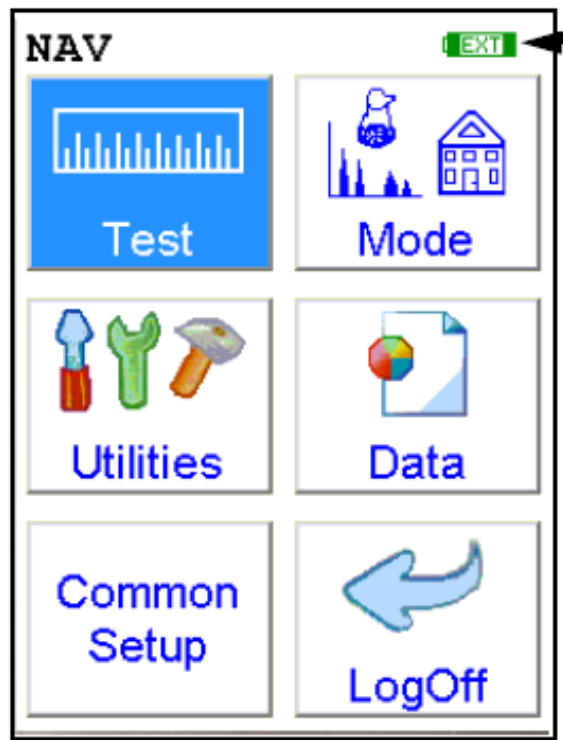 NAV EXT
Test Mode
Utilities Data
Common
Setup
LogOff